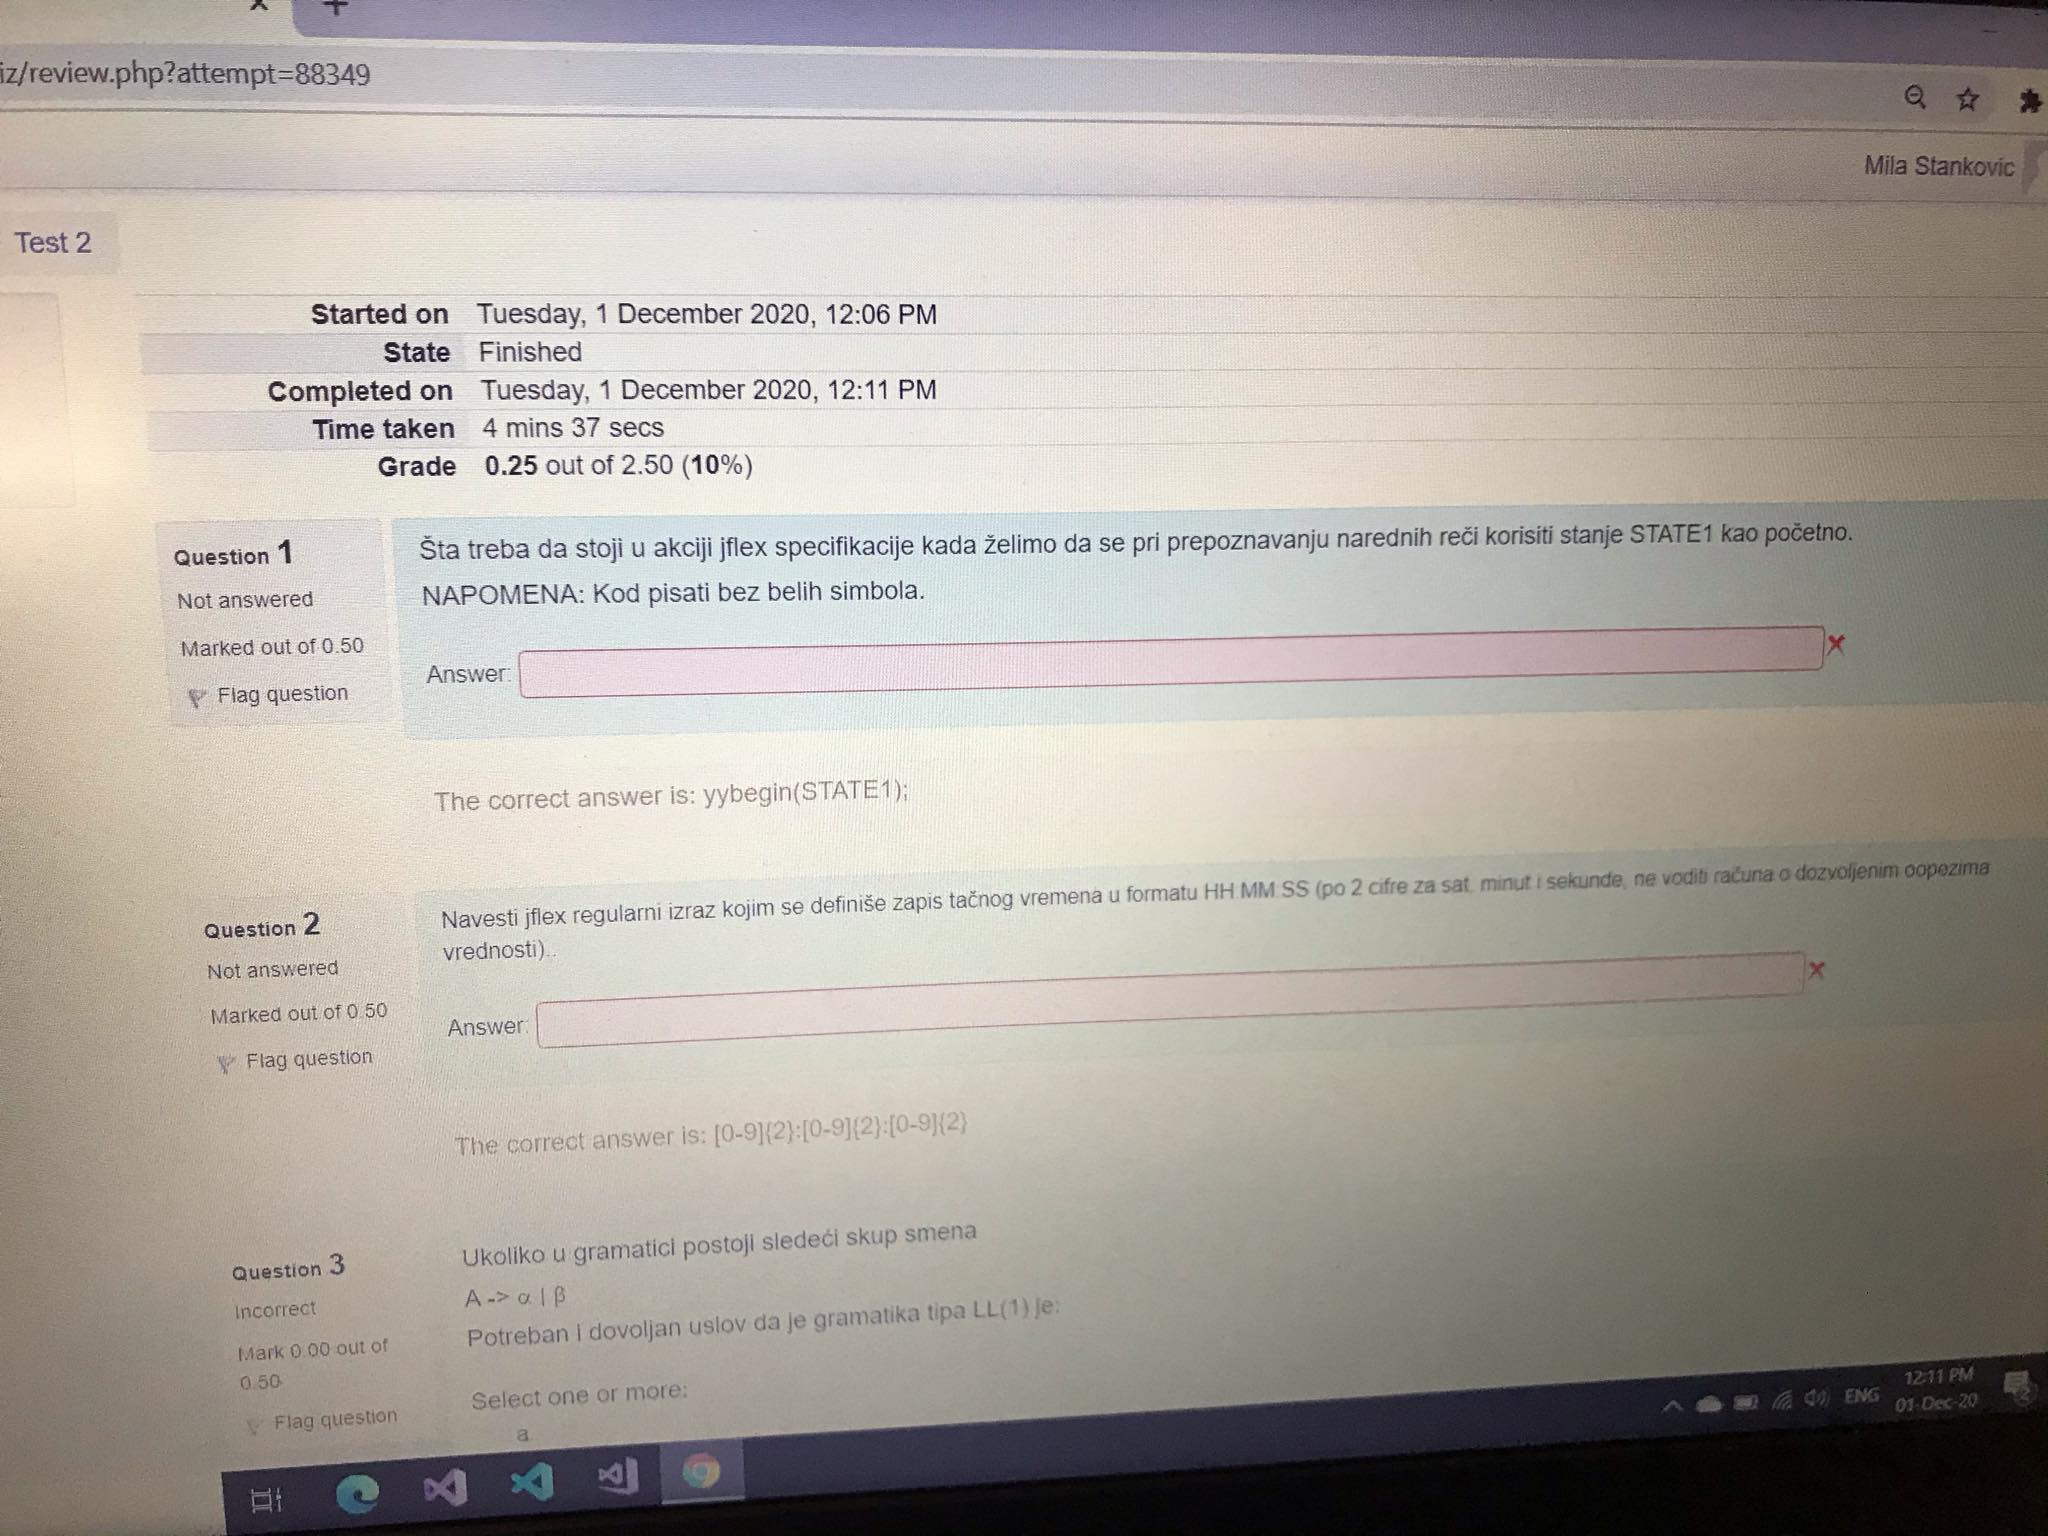 iz/review.php?attempt=88349
Mila Stankovic
Test 2
Started on Tuesday, 1 December 2020, 12:06 PM
State Finished
Completed on Tuesday, 1 December 2020, 12:11 PM
Time taken 4 mins 37 secs
Grade 0.25 out of 2.50 (10%)
Question 1
Not answered
Marked out of 0.50
Flag question
Šta treba da stoji u akciji jflex specifikacije kada želimo da se pri prepoznavanju narednih reči korisiti stanje STATE1 kao početno.
NAPOMENA: Kod pisati bez belih simbola.
Answer:
The correct answer is: yybegin(STATE1);
Question 2
Not answered
Marked out of 0.50
Flag question
Navesti jflex regularni izraz kojim se definiše zapis tačnog vremena u formatu HH:MM:SS (po 2 cifre za sat, minut i sekunde, ne voditi računa o dozvoljenim oopezima
vrednosti)..
Answer:
The correct answer is: [0-9]{2}:[0-9]{2}:[0-9]{2}
Question 3
Incorrect
Mark 0.00 out of
0.50
Flag question
Ukoliko u gramatici postoji sledeći skup smena
A -> α | β
Potreban i dovoljan uslov da je gramatika tipa LL(1) je:
Select one or more:
a.
ENG
12:11 PM
01-Dec-20
2